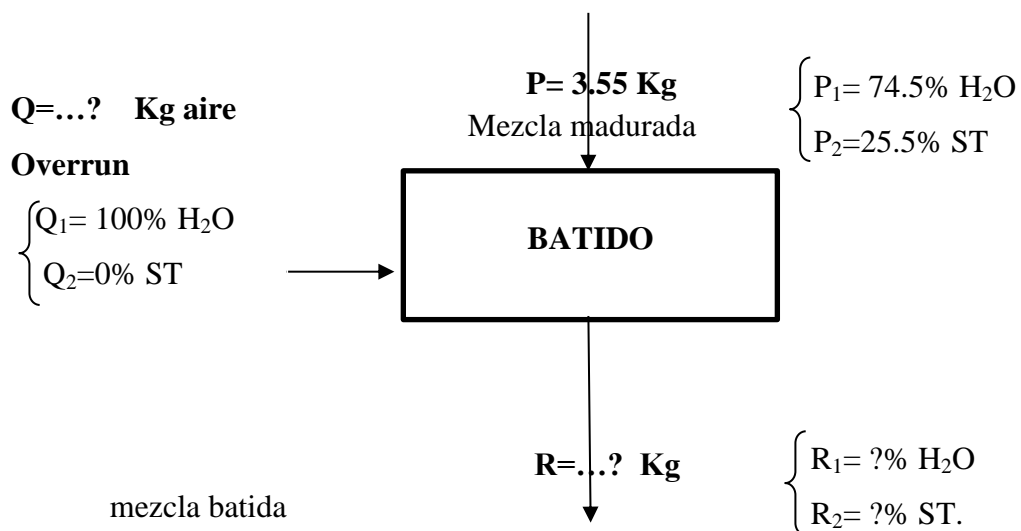 P= 3.55 Kg
Mezcla madurada
P₁= 74.5% H₂O
P₂=25.5% ST
Q=…? Kg aire
Overrun
Q₁= 100% H₂O
Q₂=0% ST
BATIDO
R=…? Kg
R₁= ?% H₂O
R₂= ?% ST.
mezcla batida